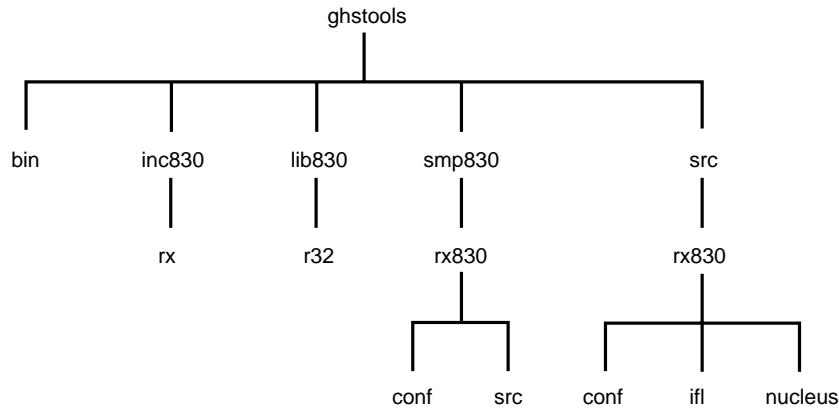 ghstools
bin inc830 lib830 smp830 src
rx r32 rx830 rx830
conf src conf ifl nucleus